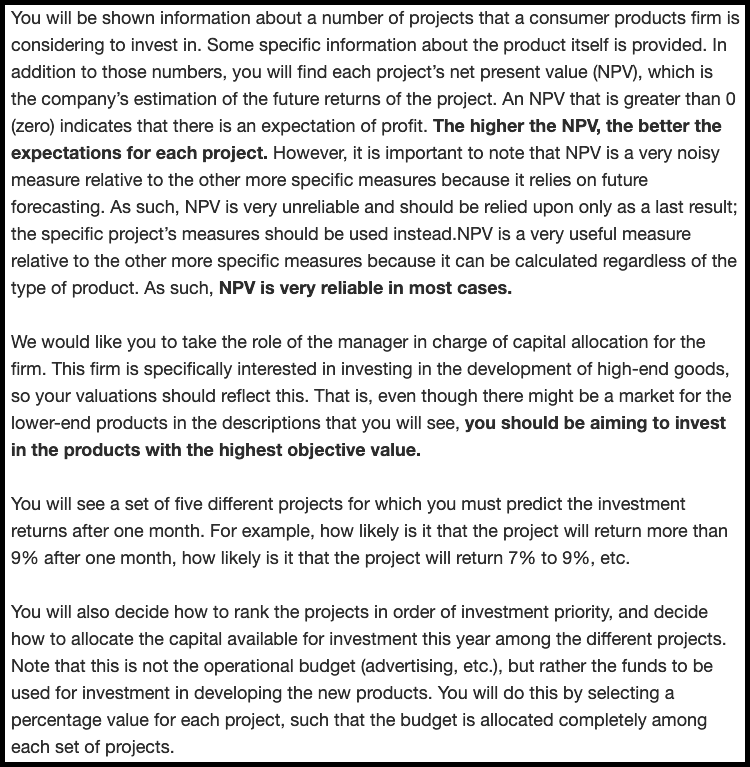 You will be shown information about a number of projects that a consumer products firm is
considering to invest in. Some specific information about the product itself is provided. In
addition to those numbers, you will find each project's net present value (NPV), which is
the company's estimation of the future returns of the project. An NPV that is greater than 0
(zero) indicates that there is an expectation of profit. The higher the NPV, the better the
expectations for each project. However, it is important to note that NPV is a very noisy
measure relative to the other more specific measures because it relies on future
forecasting. As such, NPV is very unreliable and should be relied upon only as a last result;
the specific project's measures should be used instead.NPV is a very useful measure
relative to the other more specific measures because it can be calculated regardless of the
type of product. As such, NPV is very reliable in most cases.
We would like you to take the role of the manager in charge of capital allocation for the
firm. This firm is specifically interested in investing in the development of high-end goods,
so your valuations should reflect this. That is, even though there might be a market for the
lower-end products in the descriptions that you will see, you should be aiming to invest
in the products with the highest objective value.
You will see a set of five different projects for which you must predict the investment
returns after one month. For example, how likely is it that the project will return more than
9% after one month, how likely is it that the project will return 7% to 9%, etc.
You will also decide how to rank the projects in order of investment priority, and decide
how to allocate the capital available for investment this year among the different projects.
Note that this is not the operational budget (advertising, etc.), but rather the funds to be
used for investment in developing the new products. You will do this by selecting a
percentage value for each project, such that the budget is allocated completely among
each set of projects.